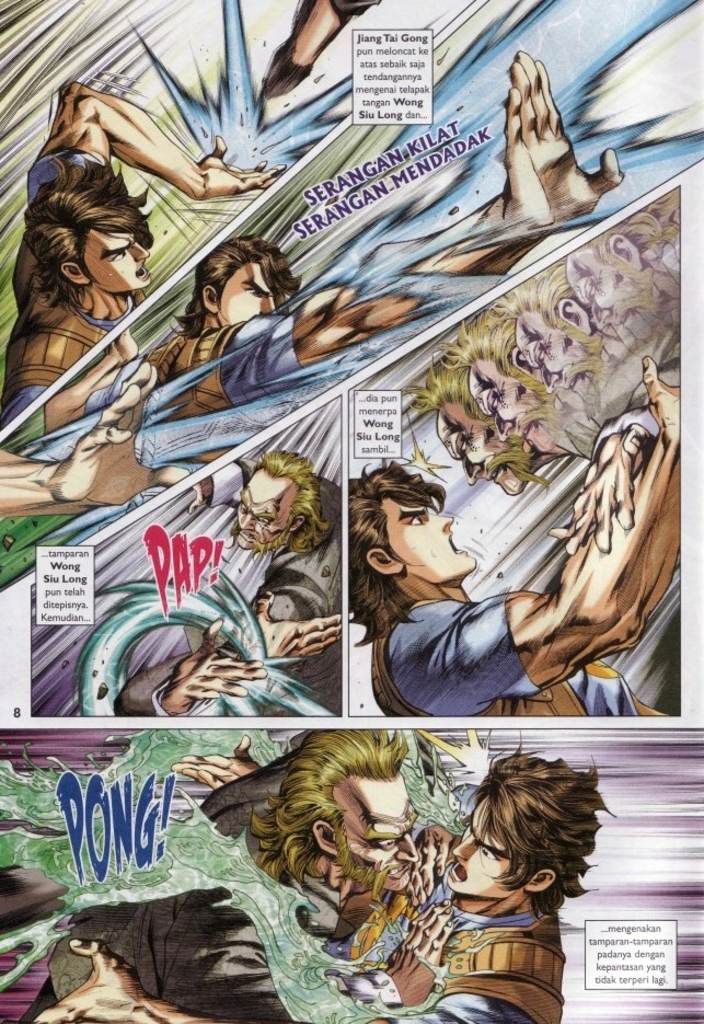 Jiang Tai Gong
pun meloncat ke
atas sebaik saja
tendangannya
mengenai telapak
tangan Wong
Siu Long dan...
SERANGAN KILAT
SERANGAN MENDADAK
...tamparan
Wong
Siu Long
pun telah
ditepisnya.
Kemudian...
PAP!
...dia pun
menerpa
Wong
Siu Long
sambil...
8
PONG!
...mengenakan
tamparan-tamparan
padanya dengan
kepantasan yang
tidak terperi lagi.